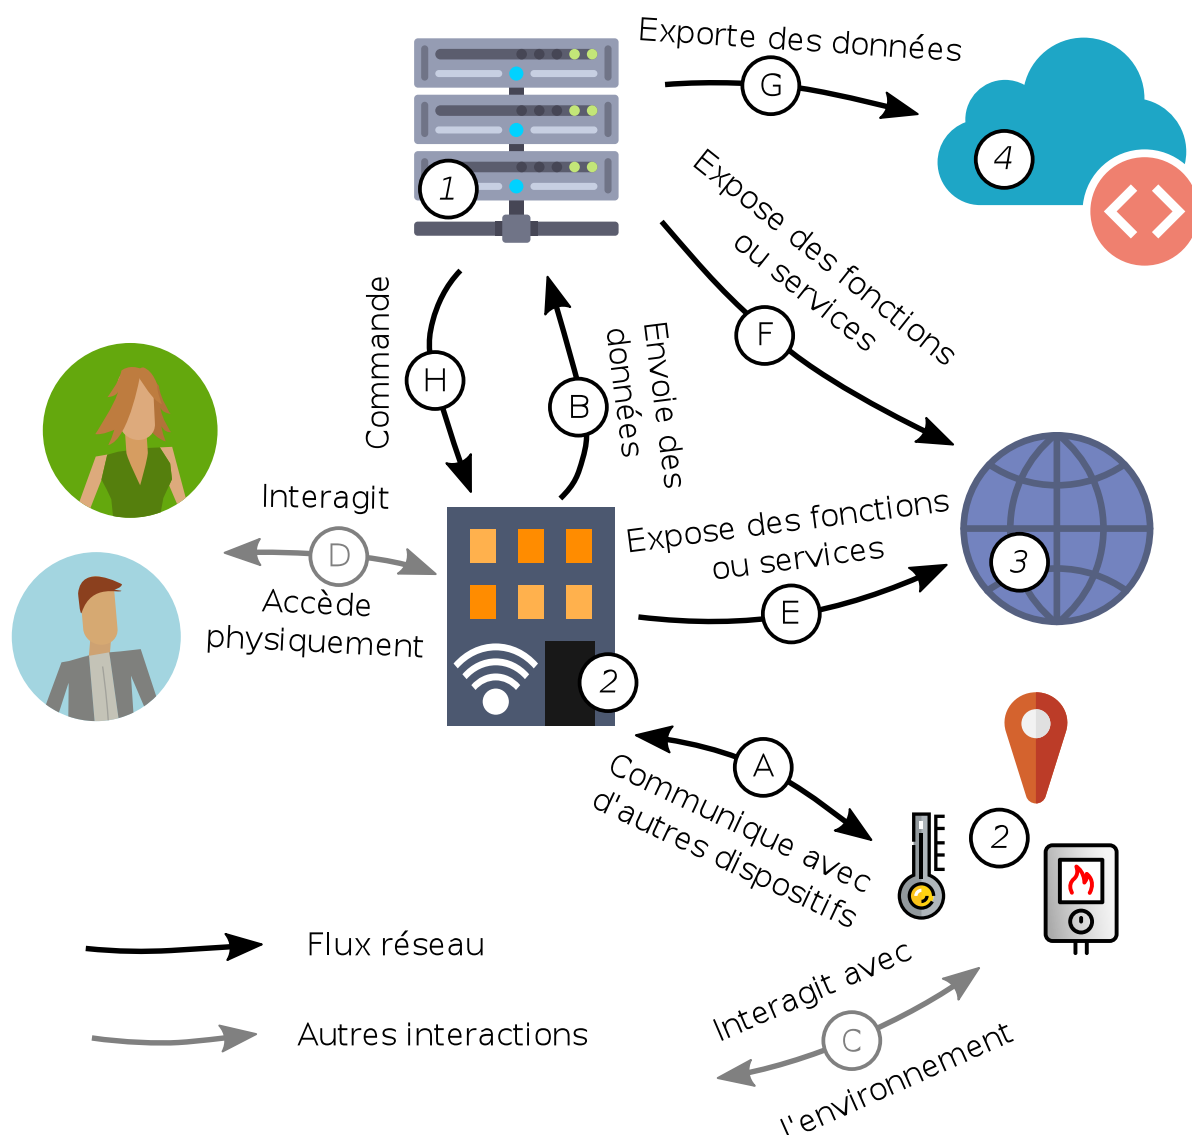 Exporte des données
G
4
1
Expose des fonctions
ou services
F
Commande
H
B
Envoie des
données
Interagit
D
Accède
physiquement
Expose des fonctions
ou services
E
3
2
A
Communique avec
d'autres dispositifs
2
Flux réseau
Autres interactions
Interagit avec
C
l'environnement